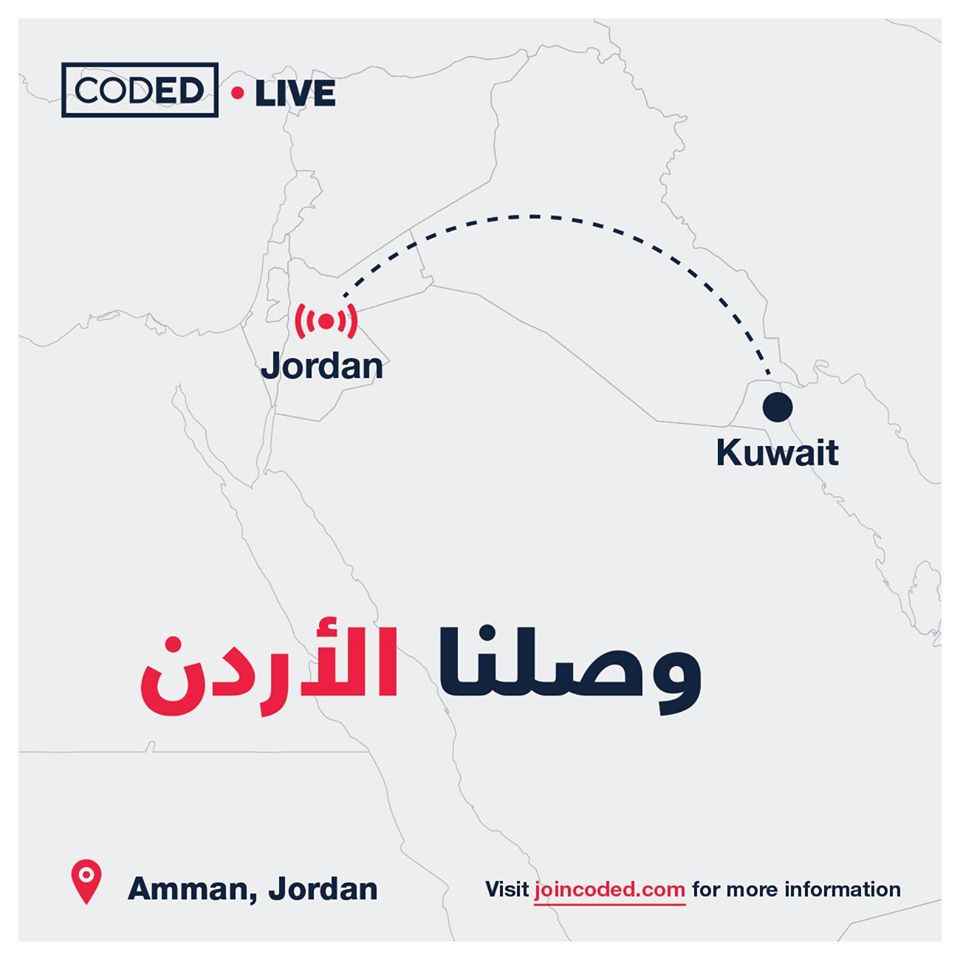 CODED • LIVE
Jordan
Kuwait
وصلنا الأردن
Amman, Jordan
Visit joincoded.com for more information